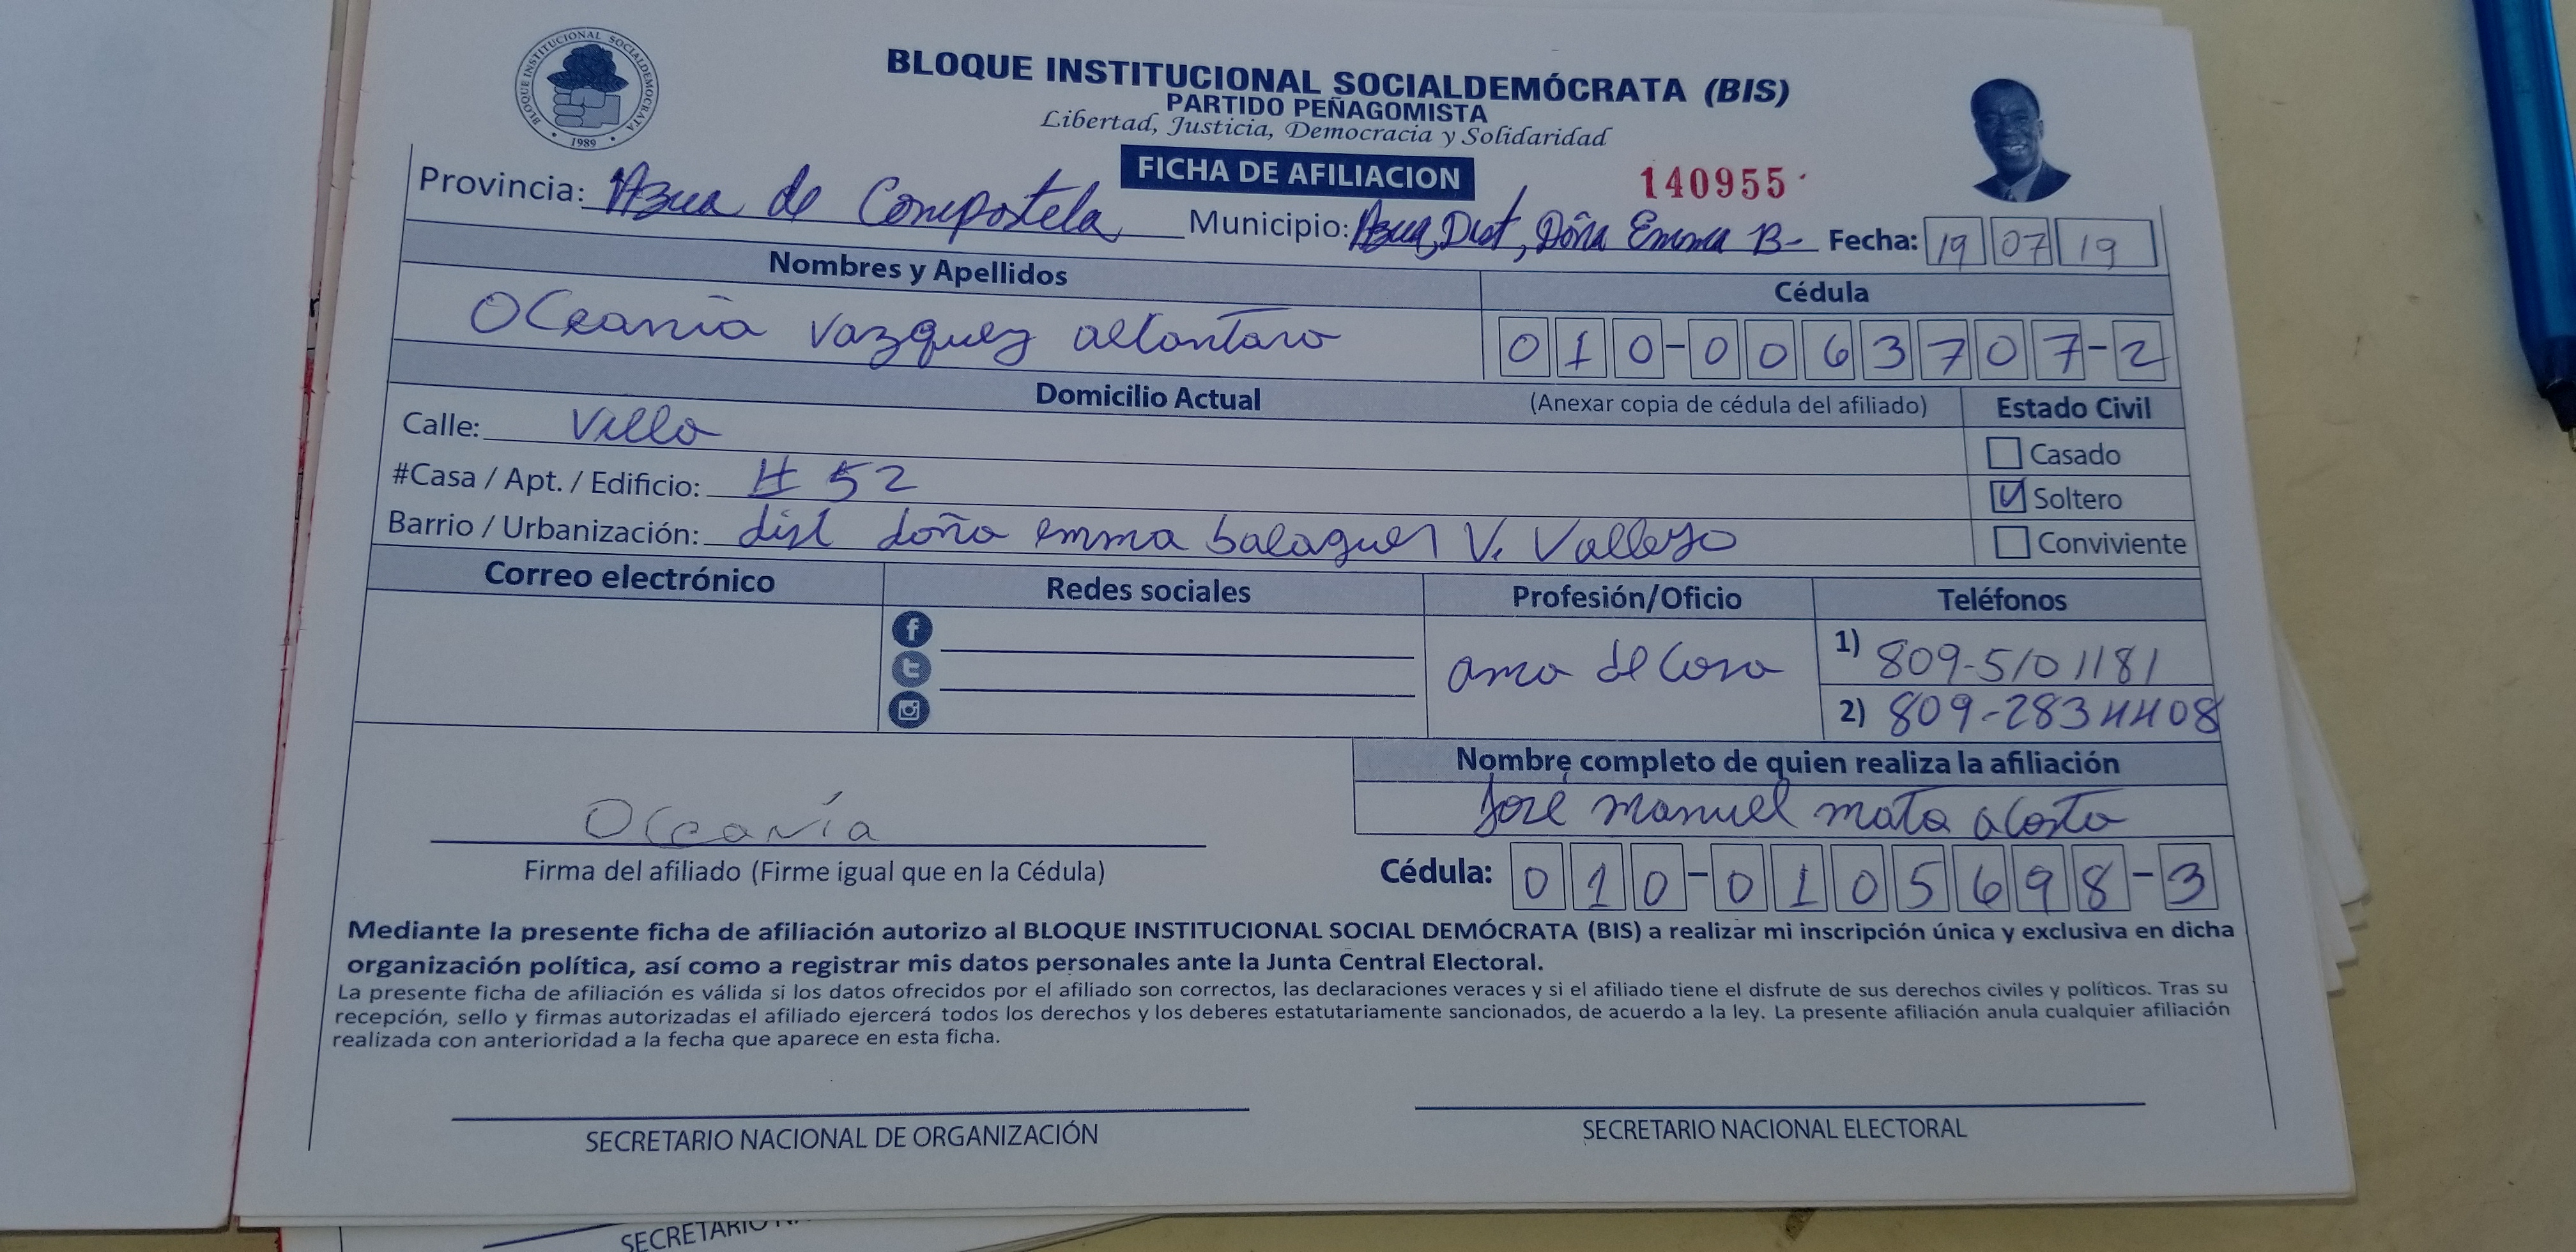 BLOQUE INSTITUCIONAL SOCIALDEMÓCRATA
1989
BLOQUE INSTITUCIONAL SOCIALDEMÓCRATA (BIS)
PARTIDO PEÑAGOMISTA
Libertad, Justicia, Democracia y Solidaridad
FICHA DE AFILIACION
140955
Provincia: Azua de Compostela Municipio: Azua, Dist, Doña Emma B- Fecha: 19 07 19
Nombres y Apellidos
Cédula
Oceania Vazquez alcantaro
010-0063707-2
Domicilio Actual
(Anexar copia de cédula del afiliado)
Estado Civil
Calle: Villa
Casado
#Casa / Apt. / Edificio: # 52
Soltero
Barrio / Urbanización: dist doña emma balaguer V. Valleyo
Conviviente
Correo electrónico
Redes sociales
Profesión/Oficio
Teléfonos
ama de casa
1) 809-5101181
2) 809-2834408
Nombre completo de quien realiza la afiliación
José manuel mata acosta
Oceanía
Firma del afiliado (Firme igual que en la Cédula)
Cédula: 010-0105698-3
Mediante la presente ficha de afiliación autorizo al BLOQUE INSTITUCIONAL SOCIAL DEMÓCRATA (BIS) a realizar mi inscripción única y exclusiva en dicha
organización política, así como a registrar mis datos personales ante la Junta Central Electoral.
La presente ficha de afiliación es válida si los datos ofrecidos por el afiliado son correctos, las declaraciones veraces y si el afiliado tiene el disfrute de sus derechos civiles y políticos. Tras su
recepción, sello y firmas autorizadas el afiliado ejercerá todos los derechos y los deberes estatutariamente sancionados, de acuerdo a la ley. La presente afiliación anula cualquier afiliación
realizada con anterioridad a la fecha que aparece en esta ficha.
SECRETARIO NACIONAL DE ORGANIZACIÓN
SECRETARIO NACIONAL ELECTORAL
SECRETARIO